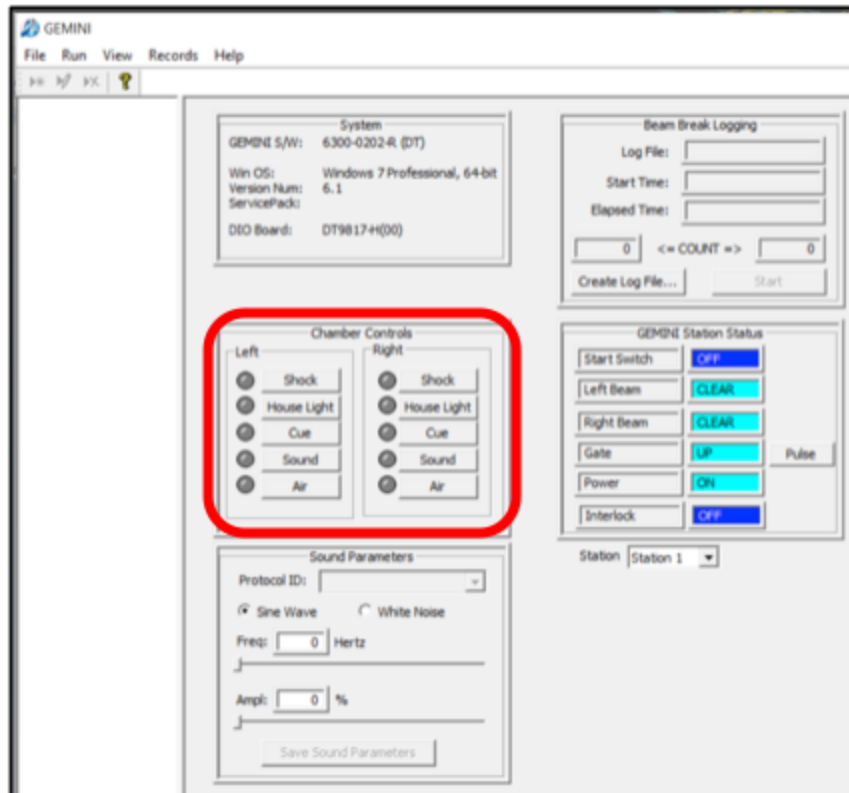 GEMINI
File Run View Records Help
System
GEMINI S/W: 6300-0202-R (DT)
Win OS: Windows 7 Professional, 64-bit
Version Num: 6.1
ServicePack:
DIO Board: DT9817-H(00)
Beam Break Logging
Log File:
Start Time:
Elapsed Time:
0 <= COUNT => 0
Create Log File... Start
Chamber Controls
Left Right
Shock Shock
House Light House Light
Cue Cue
Sound Sound
Air Air
GEMINI Station Status
Start Switch OFF
Left Beam CLEAR
Right Beam CLEAR
Gate UP Pulse
Power ON
Interlock OFF
Station Station 1
Sound Parameters
Protocol ID:
Sine Wave White Noise
Freq: 0 Hertz
Ampl: 0 %
Save Sound Parameters